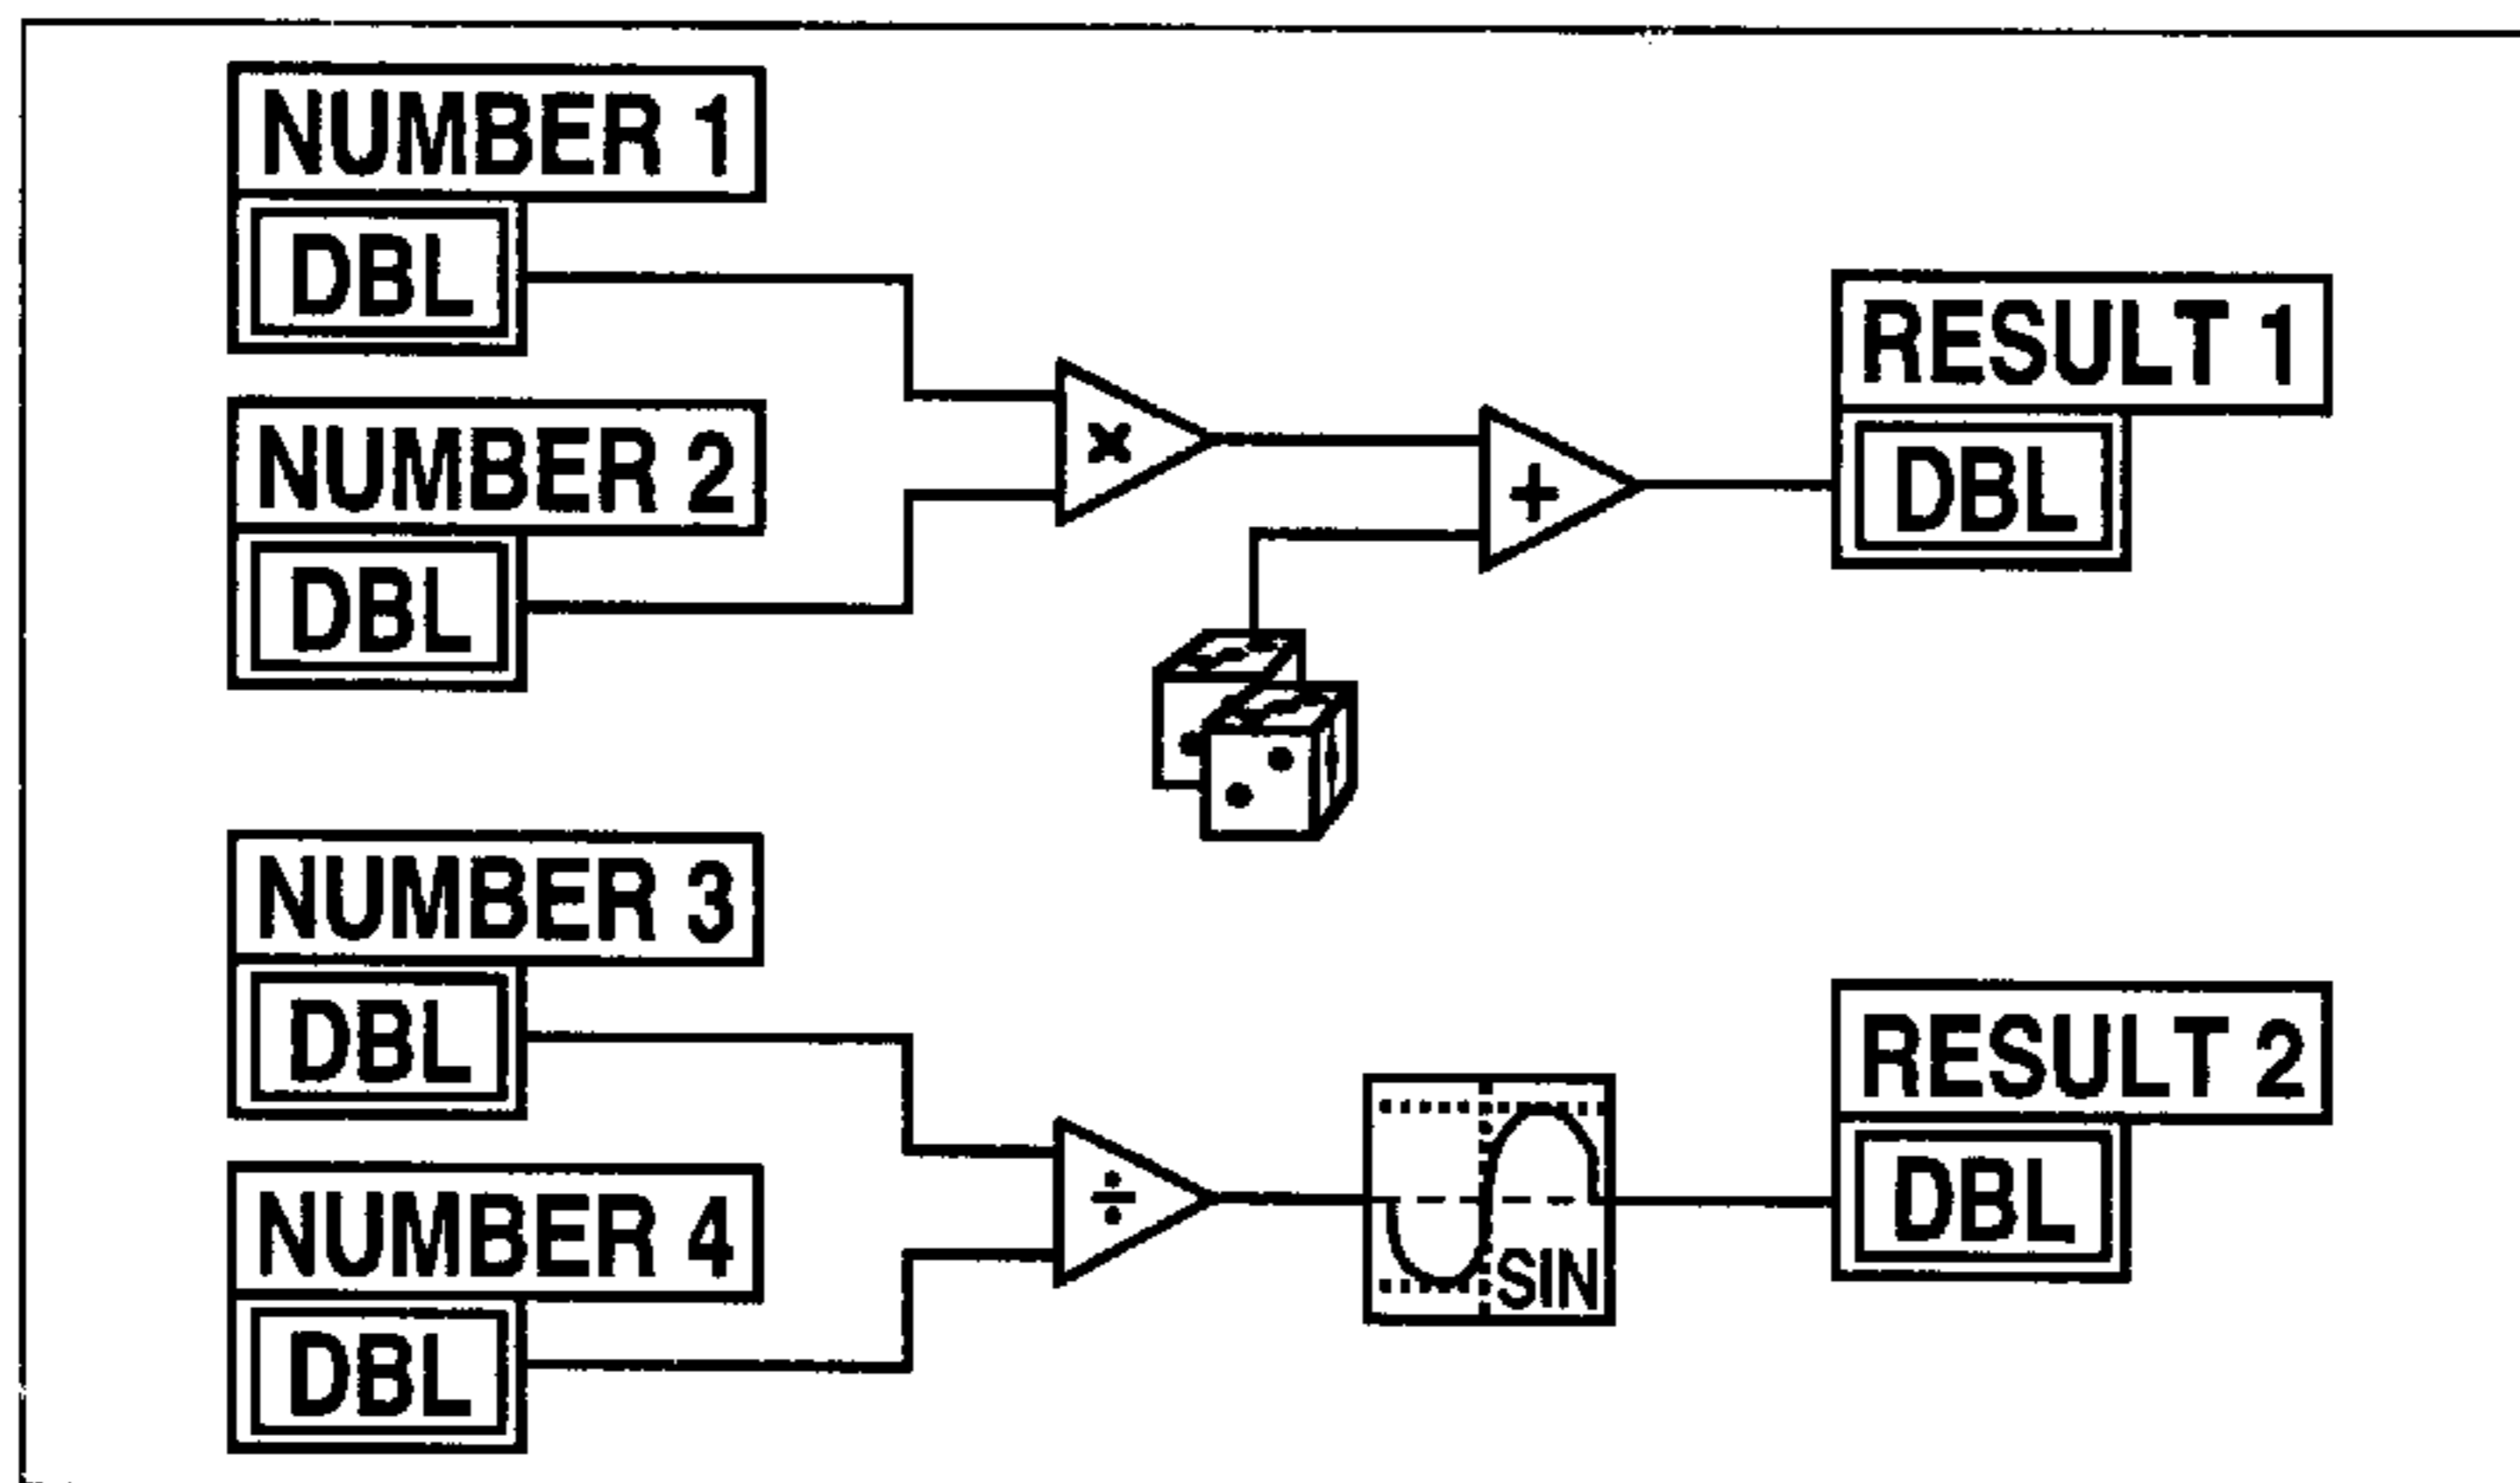 NUMBER 1
DBL
NUMBER 2
DBL
×
+
RESULT 1
DBL
NUMBER 3
DBL
NUMBER 4
DBL
÷
SIN
RESULT 2
DBL